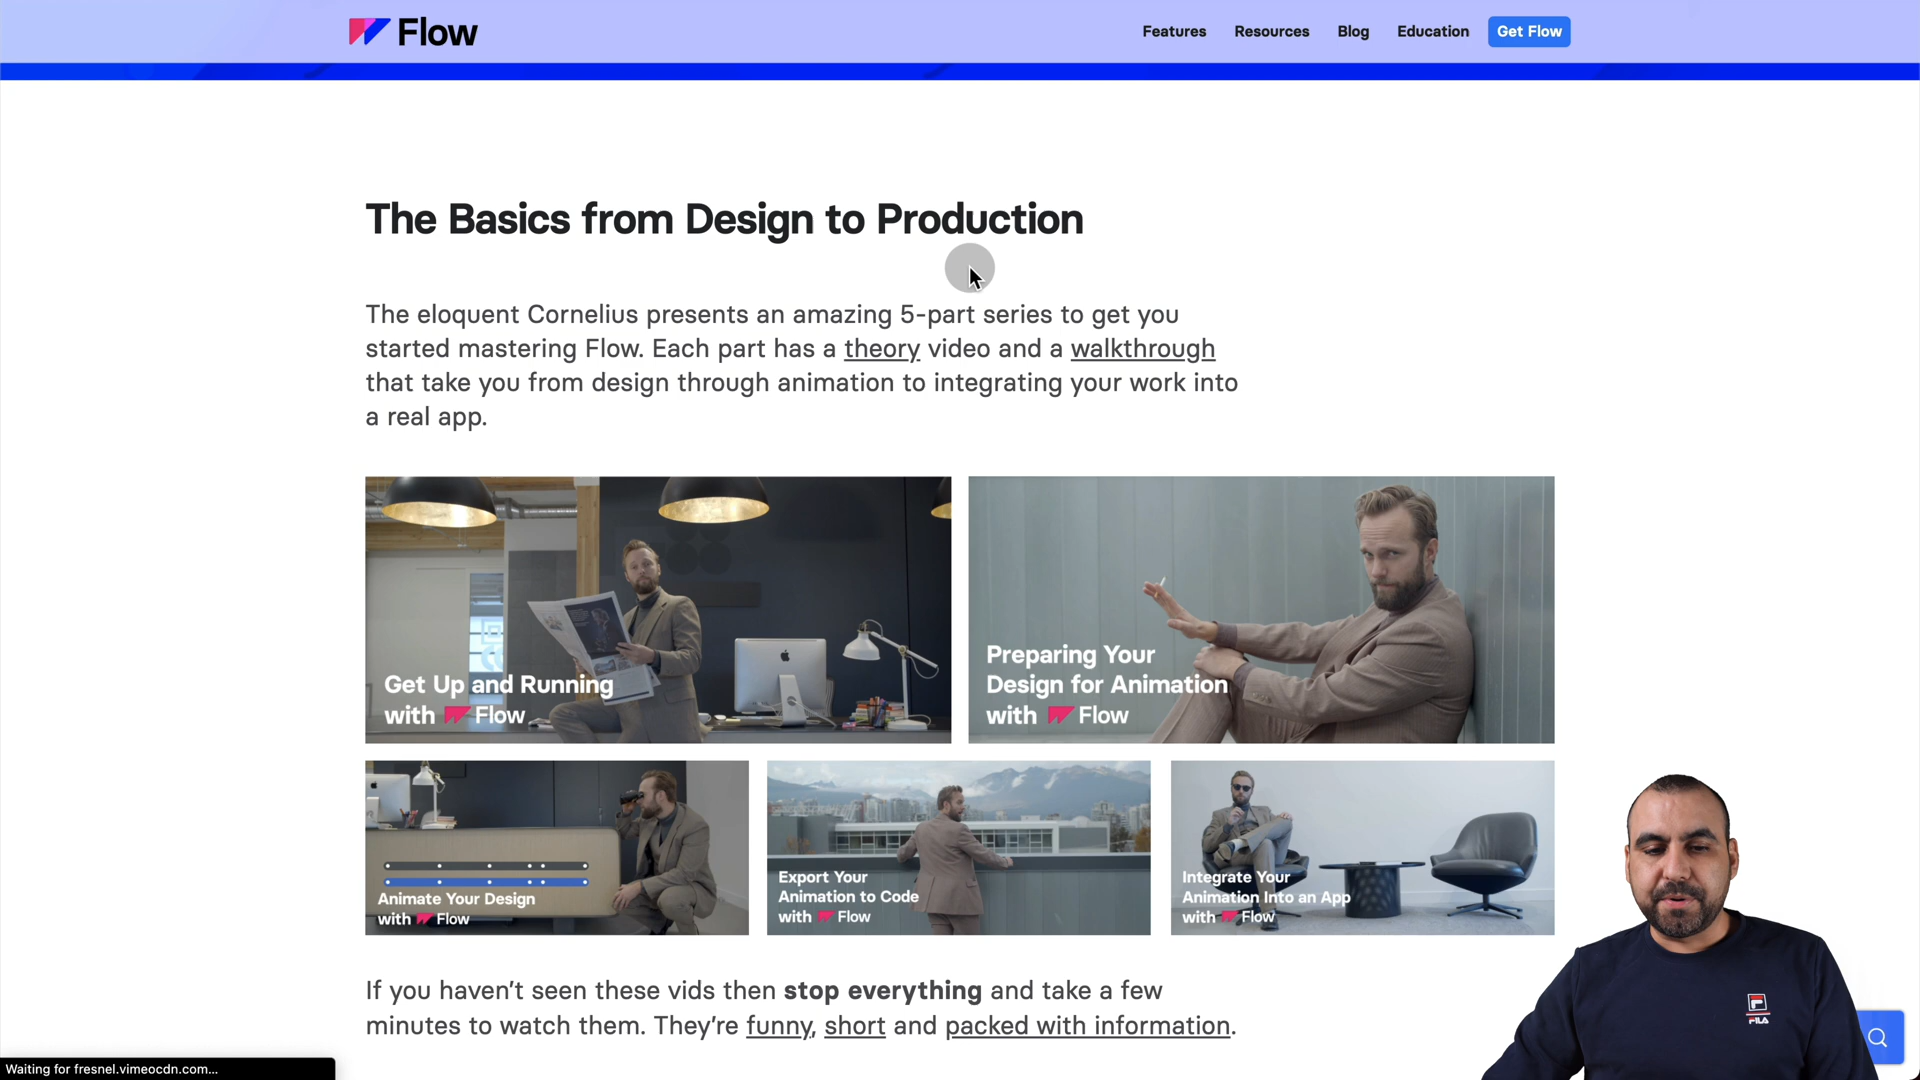 Flow
Features Resources Blog Education Get Flow
The Basics from Design to Production
The eloquent Cornelius presents an amazing 5-part series to get you
started mastering Flow. Each part has a theory video and a walkthrough
that take you from design through animation to integrating your work into
a real app.
Get Up and Running
with Flow
Preparing Your
Design for Animation
with Flow
Animate Your Design
with Flow
Export Your
Animation to Code
with Flow
Integrate Your
Animation Into an App
with Flow
If you haven’t seen these vids then stop everything and take a few
minutes to watch them. They’re funny, short and packed with information.
FILA
Waiting for fresnel.vimeocdn.com...